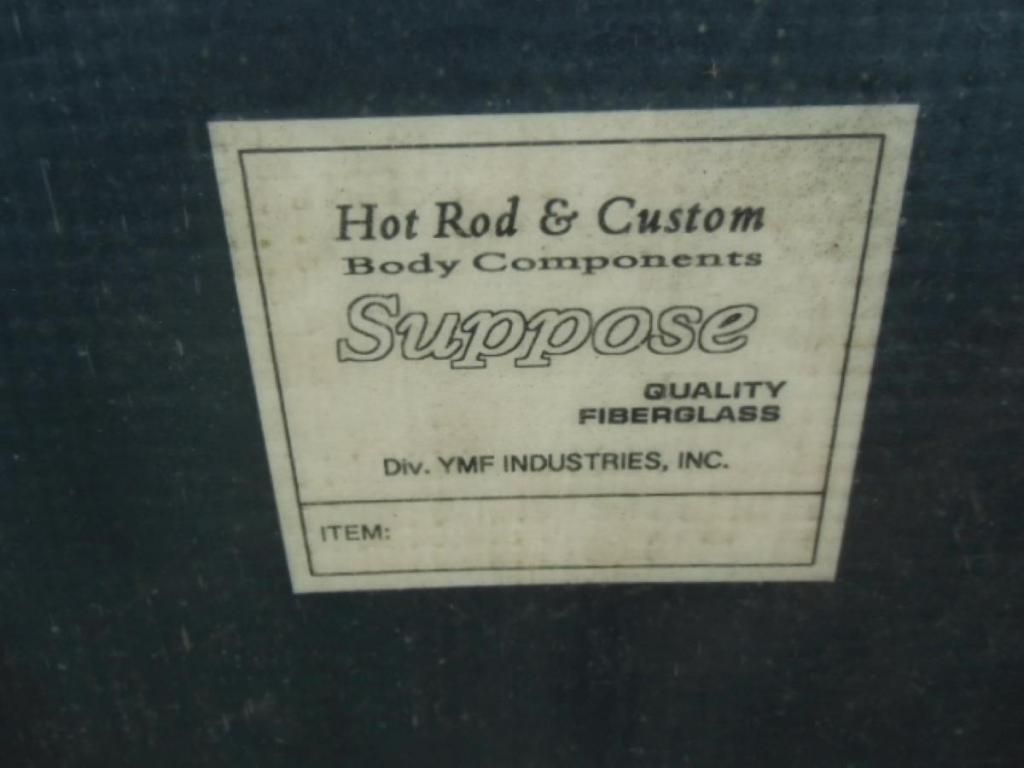 Hot Rod & Custom
Body Components
Suppose
QUALITY
FIBERGLASS
Div. YMF INDUSTRIES, INC.
ITEM: